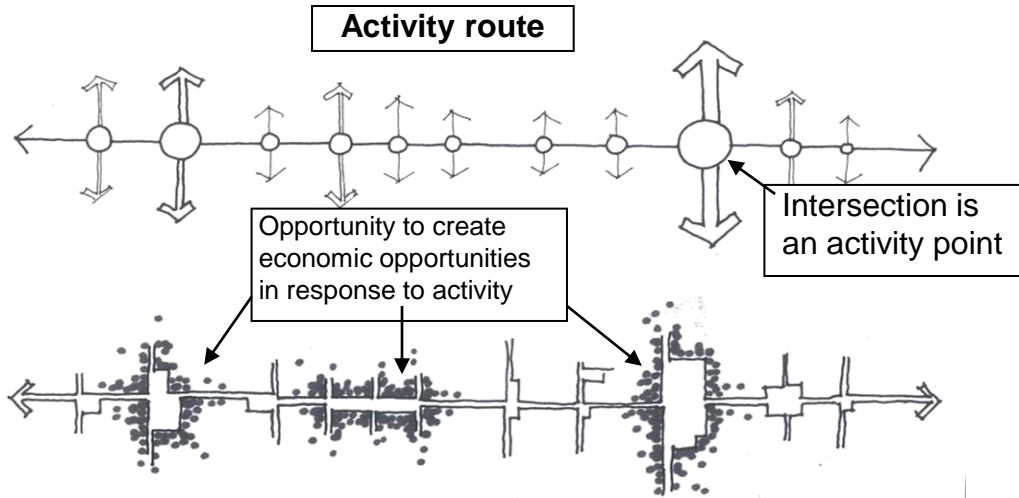 Activity route
Intersection is
an activity point
Opportunity to create
economic opportunities
in response to activity